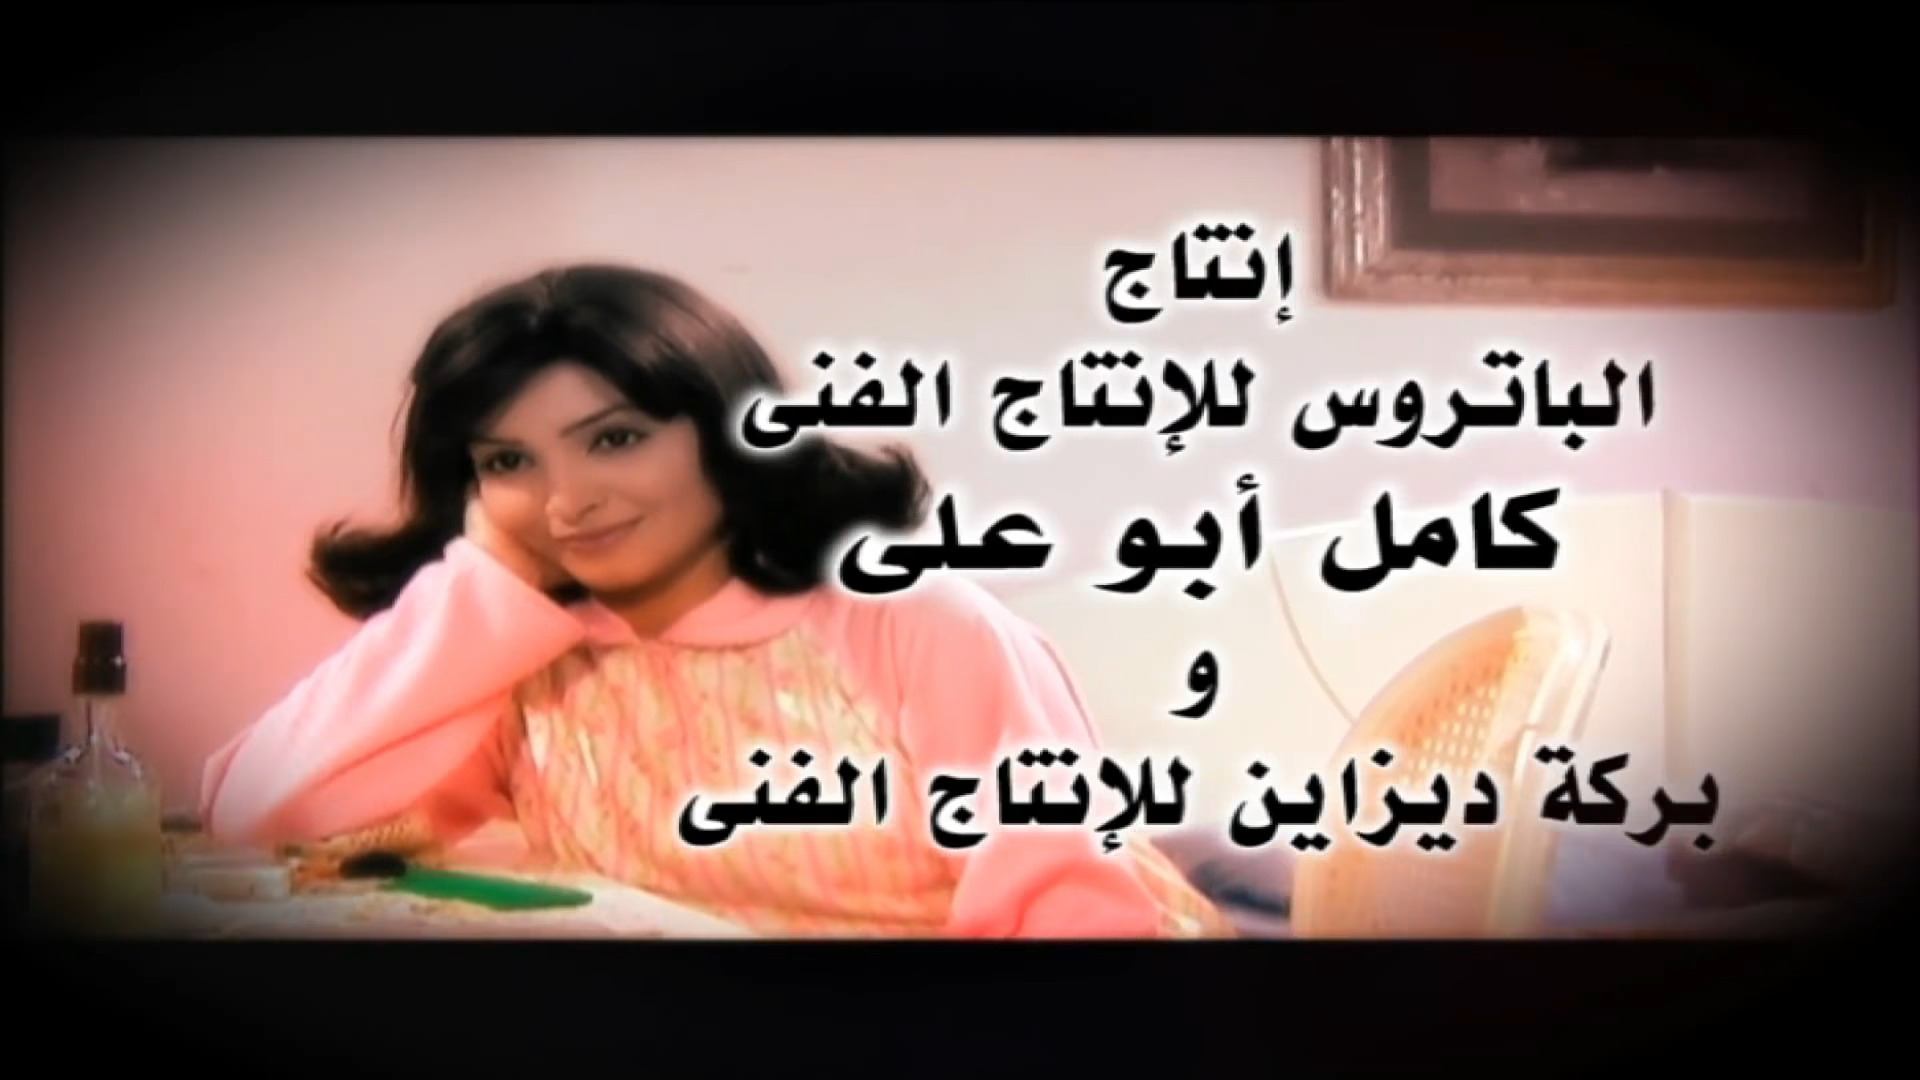 إنتاج
الباتروس للإنتاج الفنى
كامل أبو على
و
بركة ديزاين للإنتاج الفنى